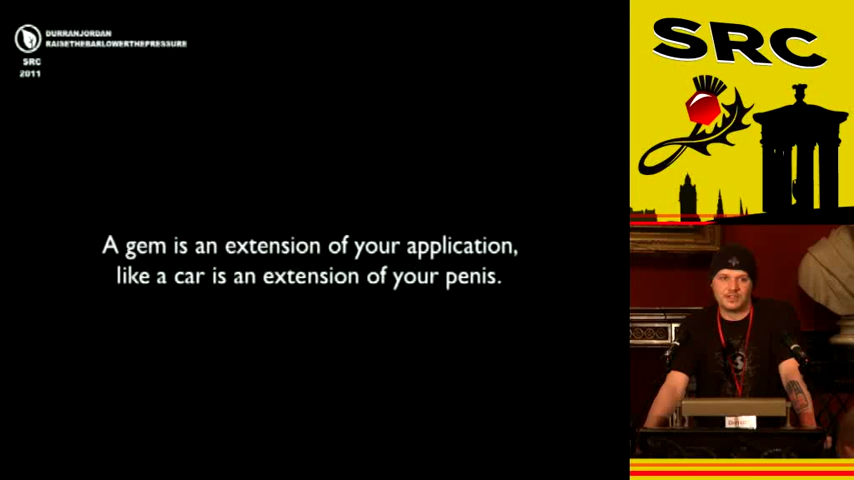 DURRANJORDAN
RAISETHEBARLOWERTHEPRESSURE
SRC
2011
A gem is an extension of your application,
like a car is an extension of your penis.
SRC